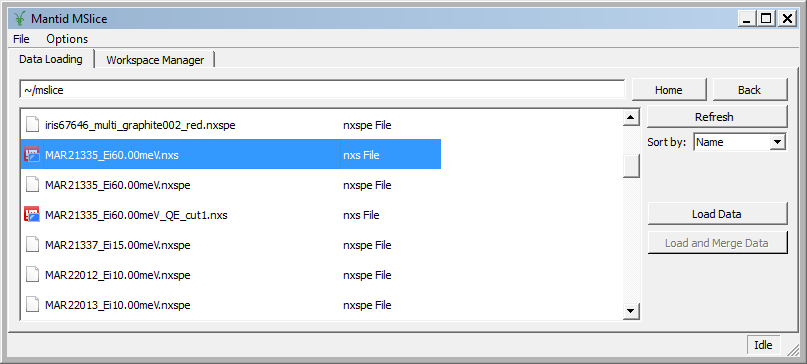 Mantid MSlice
File Options
Data Loading Workspace Manager
~/mslice Home Back
Refresh
Sort by: Name
iris67646_multi_graphite002_red.nxspe nxspe File
MAR21335_Ei60.00meV.nxs nxs File
MAR21335_Ei60.00meV.nxspe nxspe File
MAR21335_Ei60.00meV_QE_cut1.nxs nxs File
MAR21337_Ei15.00meV.nxspe nxspe File
MAR22012_Ei10.00meV.nxspe nxspe File
MAR22013_Ei10.00meV.nxspe nxspe File
Load Data
Load and Merge Data
Idle